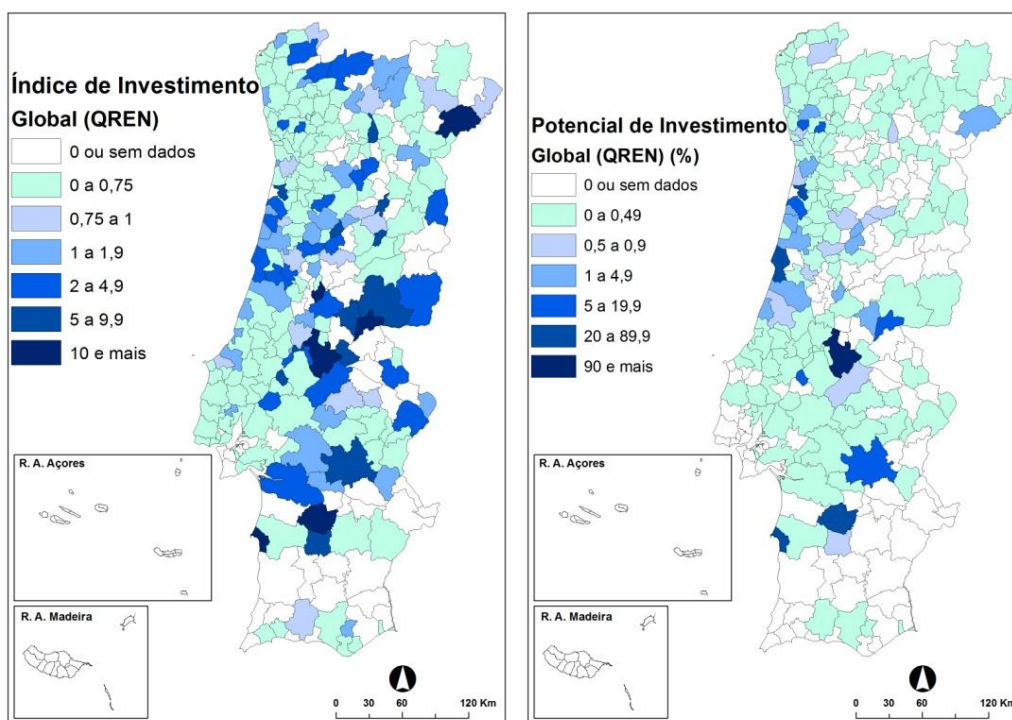 Índice de Investimento
Global (QREN)
0 ou sem dados
0 a 0,75
0,75 a 1
1 a 1,9
2 a 4,9
5 a 9,9
10 e mais
R. A. Açores
R. A. Madeira
0 30 60 120 Km
Potencial de Investimento
Global (QREN) (%)
0 ou sem dados
0 a 0,49
0,5 a 0,9
1 a 4,9
5 a 19,9
20 a 89,9
90 e mais
R. A. Açores
R. A. Madeira
0 30 60 120 Km